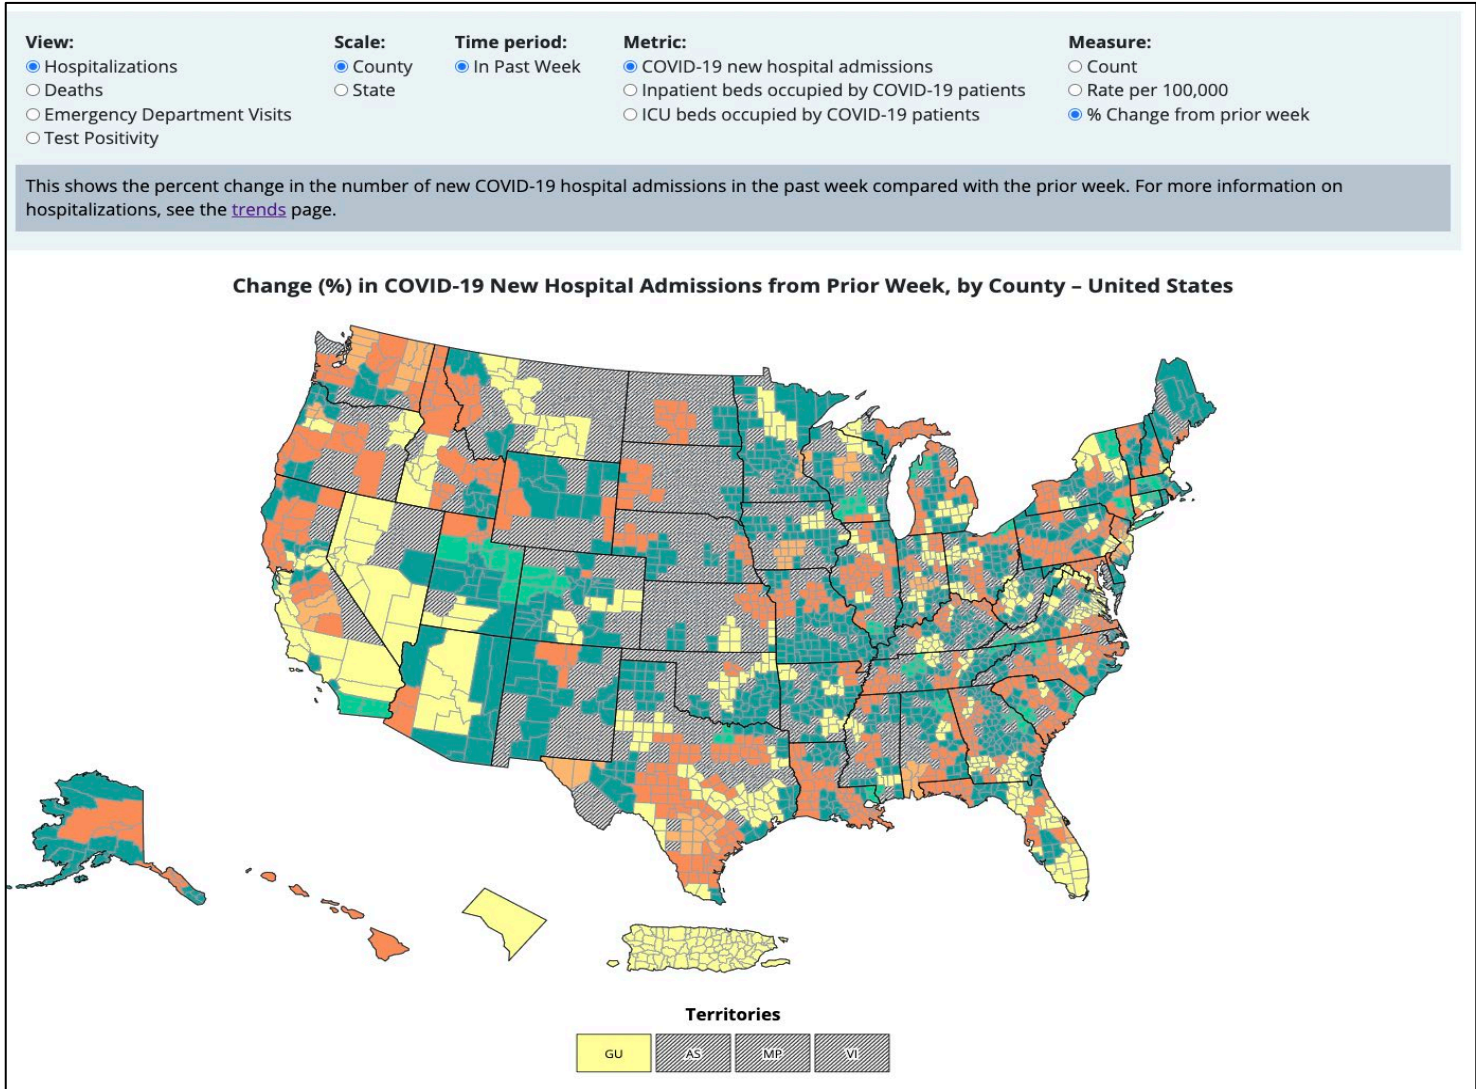 View:
Hospitalizations
Deaths
Emergency Department Visits
Test Positivity
Scale:
County
State
Time period:
In Past Week
Metric:
COVID-19 new hospital admissions
Inpatient beds occupied by COVID-19 patients
ICU beds occupied by COVID-19 patients
Measure:
Count
Rate per 100,000
% Change from prior week
This shows the percent change in the number of new COVID-19 hospital admissions in the past week compared with the prior week. For more information on
hospitalizations, see the trends page.
Change (%) in COVID-19 New Hospital Admissions from Prior Week, by County – United States
Territories
GU
AS
MP
VI